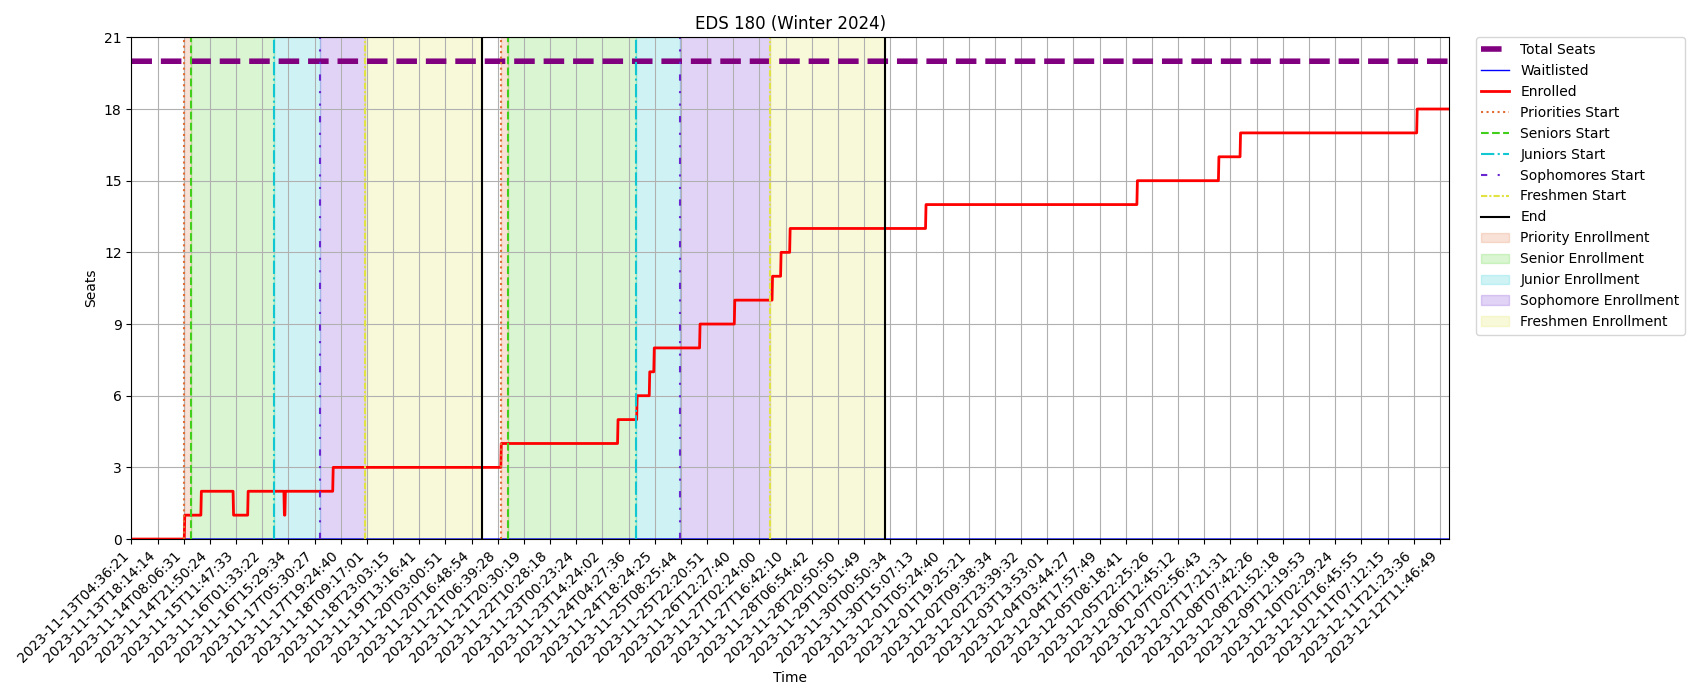 EDS 180 (Winter 2024)
21
18
15
12
9
6
3
0
Seats
2023-11-13T04:36:21
2023-11-13T18:14:14
2023-11-14T08:06:31
2023-11-14T21:50:24
2023-11-15T11:47:33
2023-11-16T01:33:22
2023-11-16T15:29:34
2023-11-17T05:30:27
2023-11-17T19:24:40
2023-11-18T09:17:01
2023-11-18T23:03:15
2023-11-19T13:16:41
2023-11-20T03:00:51
2023-11-20T16:48:54
2023-11-21T06:39:28
2023-11-21T20:30:19
2023-11-22T10:28:18
2023-11-23T00:23:24
2023-11-23T14:24:02
2023-11-24T04:27:36
2023-11-24T18:24:25
2023-11-25T08:25:44
2023-11-25T22:20:51
2023-11-26T12:27:40
2023-11-27T02:24:00
2023-11-27T16:42:10
2023-11-28T06:54:42
2023-11-28T20:50:50
2023-11-29T10:51:49
2023-11-30T00:50:34
2023-11-30T15:07:13
2023-12-01T05:24:40
2023-12-01T19:25:21
2023-12-02T09:38:34
2023-12-02T23:39:32
2023-12-03T13:53:01
2023-12-04T03:44:27
2023-12-04T17:57:49
2023-12-05T08:18:41
2023-12-05T22:25:26
2023-12-06T12:45:12
2023-12-07T02:56:43
2023-12-07T17:21:31
2023-12-08T07:42:26
2023-12-08T21:52:18
2023-12-09T12:19:53
2023-12-10T02:29:24
2023-12-10T16:45:55
2023-12-11T07:12:15
2023-12-11T21:23:36
2023-12-12T11:46:49
Time
Total Seats
Waitlisted
Enrolled
Priorities Start
Seniors Start
Juniors Start
Sophomores Start
Freshmen Start
End
Priority Enrollment
Senior Enrollment
Junior Enrollment
Sophomore Enrollment
Freshmen Enrollment